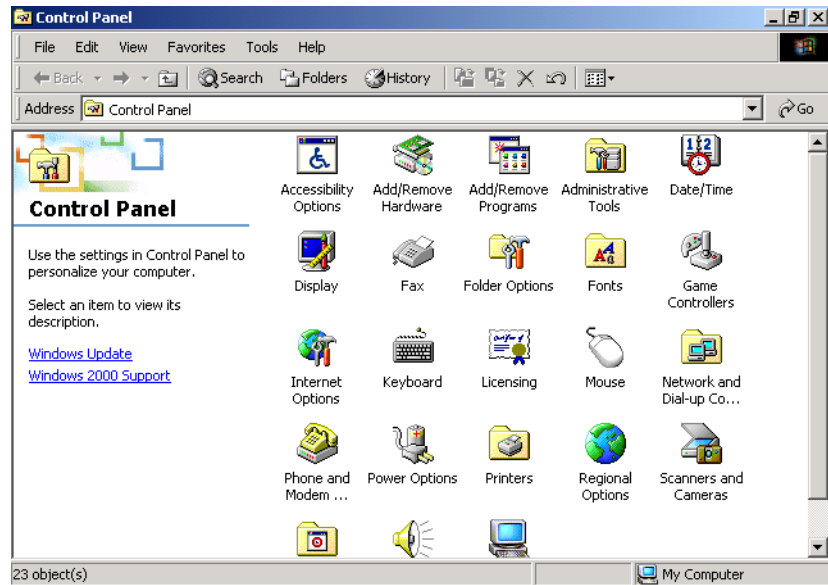 Control Panel
File Edit View Favorites Tools Help
Back Search Folders History
Address Control Panel Go
Control Panel
Use the settings in Control Panel to
personalize your computer.
Select an item to view its
description.
Windows Update
Windows 2000 Support
Accessibility
Options
Add/Remove
Hardware
Add/Remove
Programs
Administrative
Tools
Date/Time
Display
Fax
Folder Options
Fonts
Game
Controllers
Internet
Options
Keyboard
Licensing
Mouse
Network and
Dial-up Co...
Phone and
Modem ...
Power Options
Printers
Regional
Options
Scanners and
Cameras
23 object(s)
My Computer